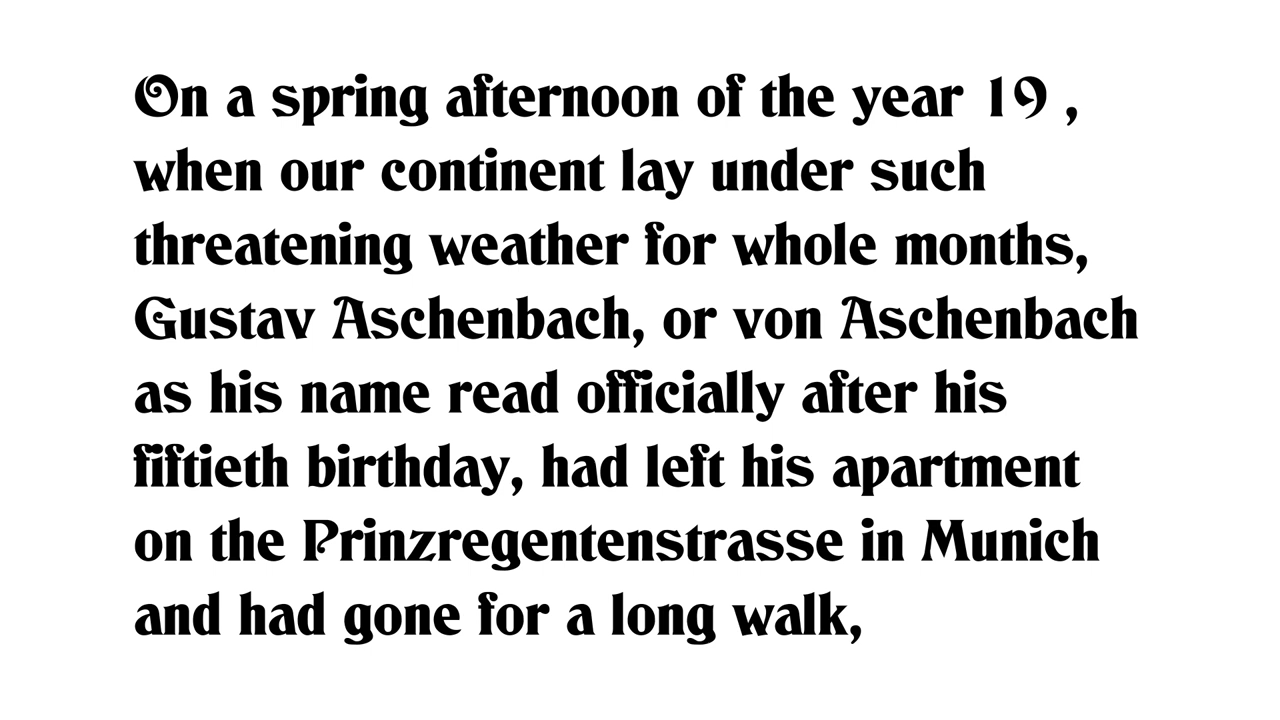 On a spring afternoon of the year 19 ,
when our continent lay under such
threatening weather for whole months,
Gustav Aschenbach, or von Aschenbach
as his name read officially after his
fiftieth birthday, had left his apartment
on the Prinzregentenstrasse in Munich
and had gone for a long walk,